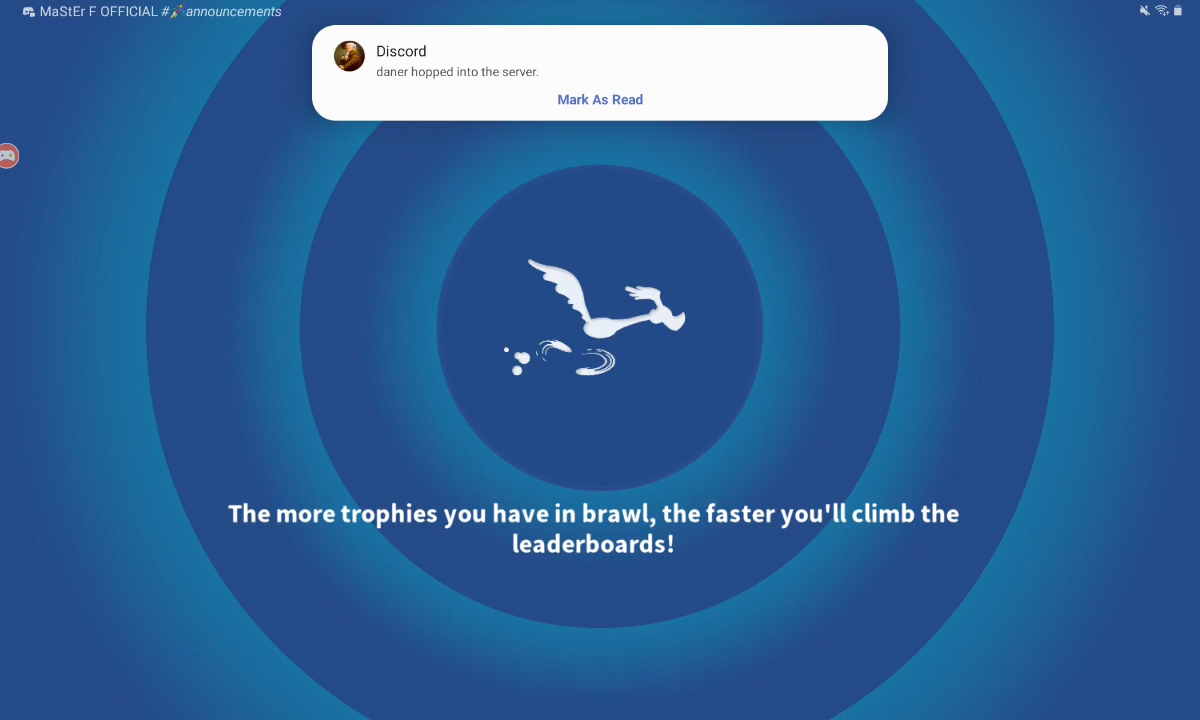 MaStEr F OFFICIAL #🎉announcements
Discord
daner hopped into the server.
Mark As Read
The more trophies you have in brawl, the faster you'll climb the
leaderboards!